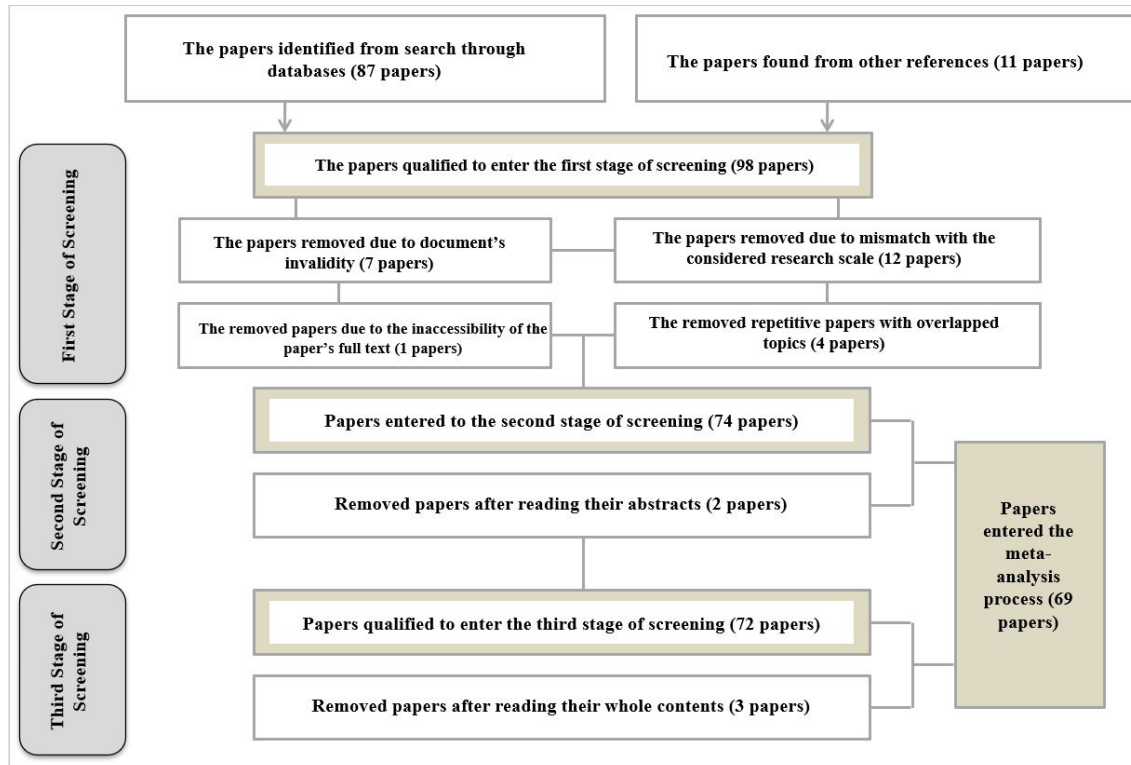 The papers identified from search through
databases (87 papers)
The papers found from other references (11 papers)
First Stage of Screening
The papers qualified to enter the first stage of screening (98 papers)
The papers removed due to document’s
invalidity (7 papers)
The papers removed due to mismatch with the
considered research scale (12 papers)
The removed papers due to the inaccessibility of the
paper’s full text (1 papers)
The removed repetitive papers with overlapped
topics (4 papers)
Second Stage of
Screening
Papers entered to the second stage of screening (74 papers)
Removed papers after reading their abstracts (2 papers)
Papers
entered the
meta-
analysis
process (69
papers)
Third Stage of
Screening
Papers qualified to enter the third stage of screening (72 papers)
Removed papers after reading their whole contents (3 papers)